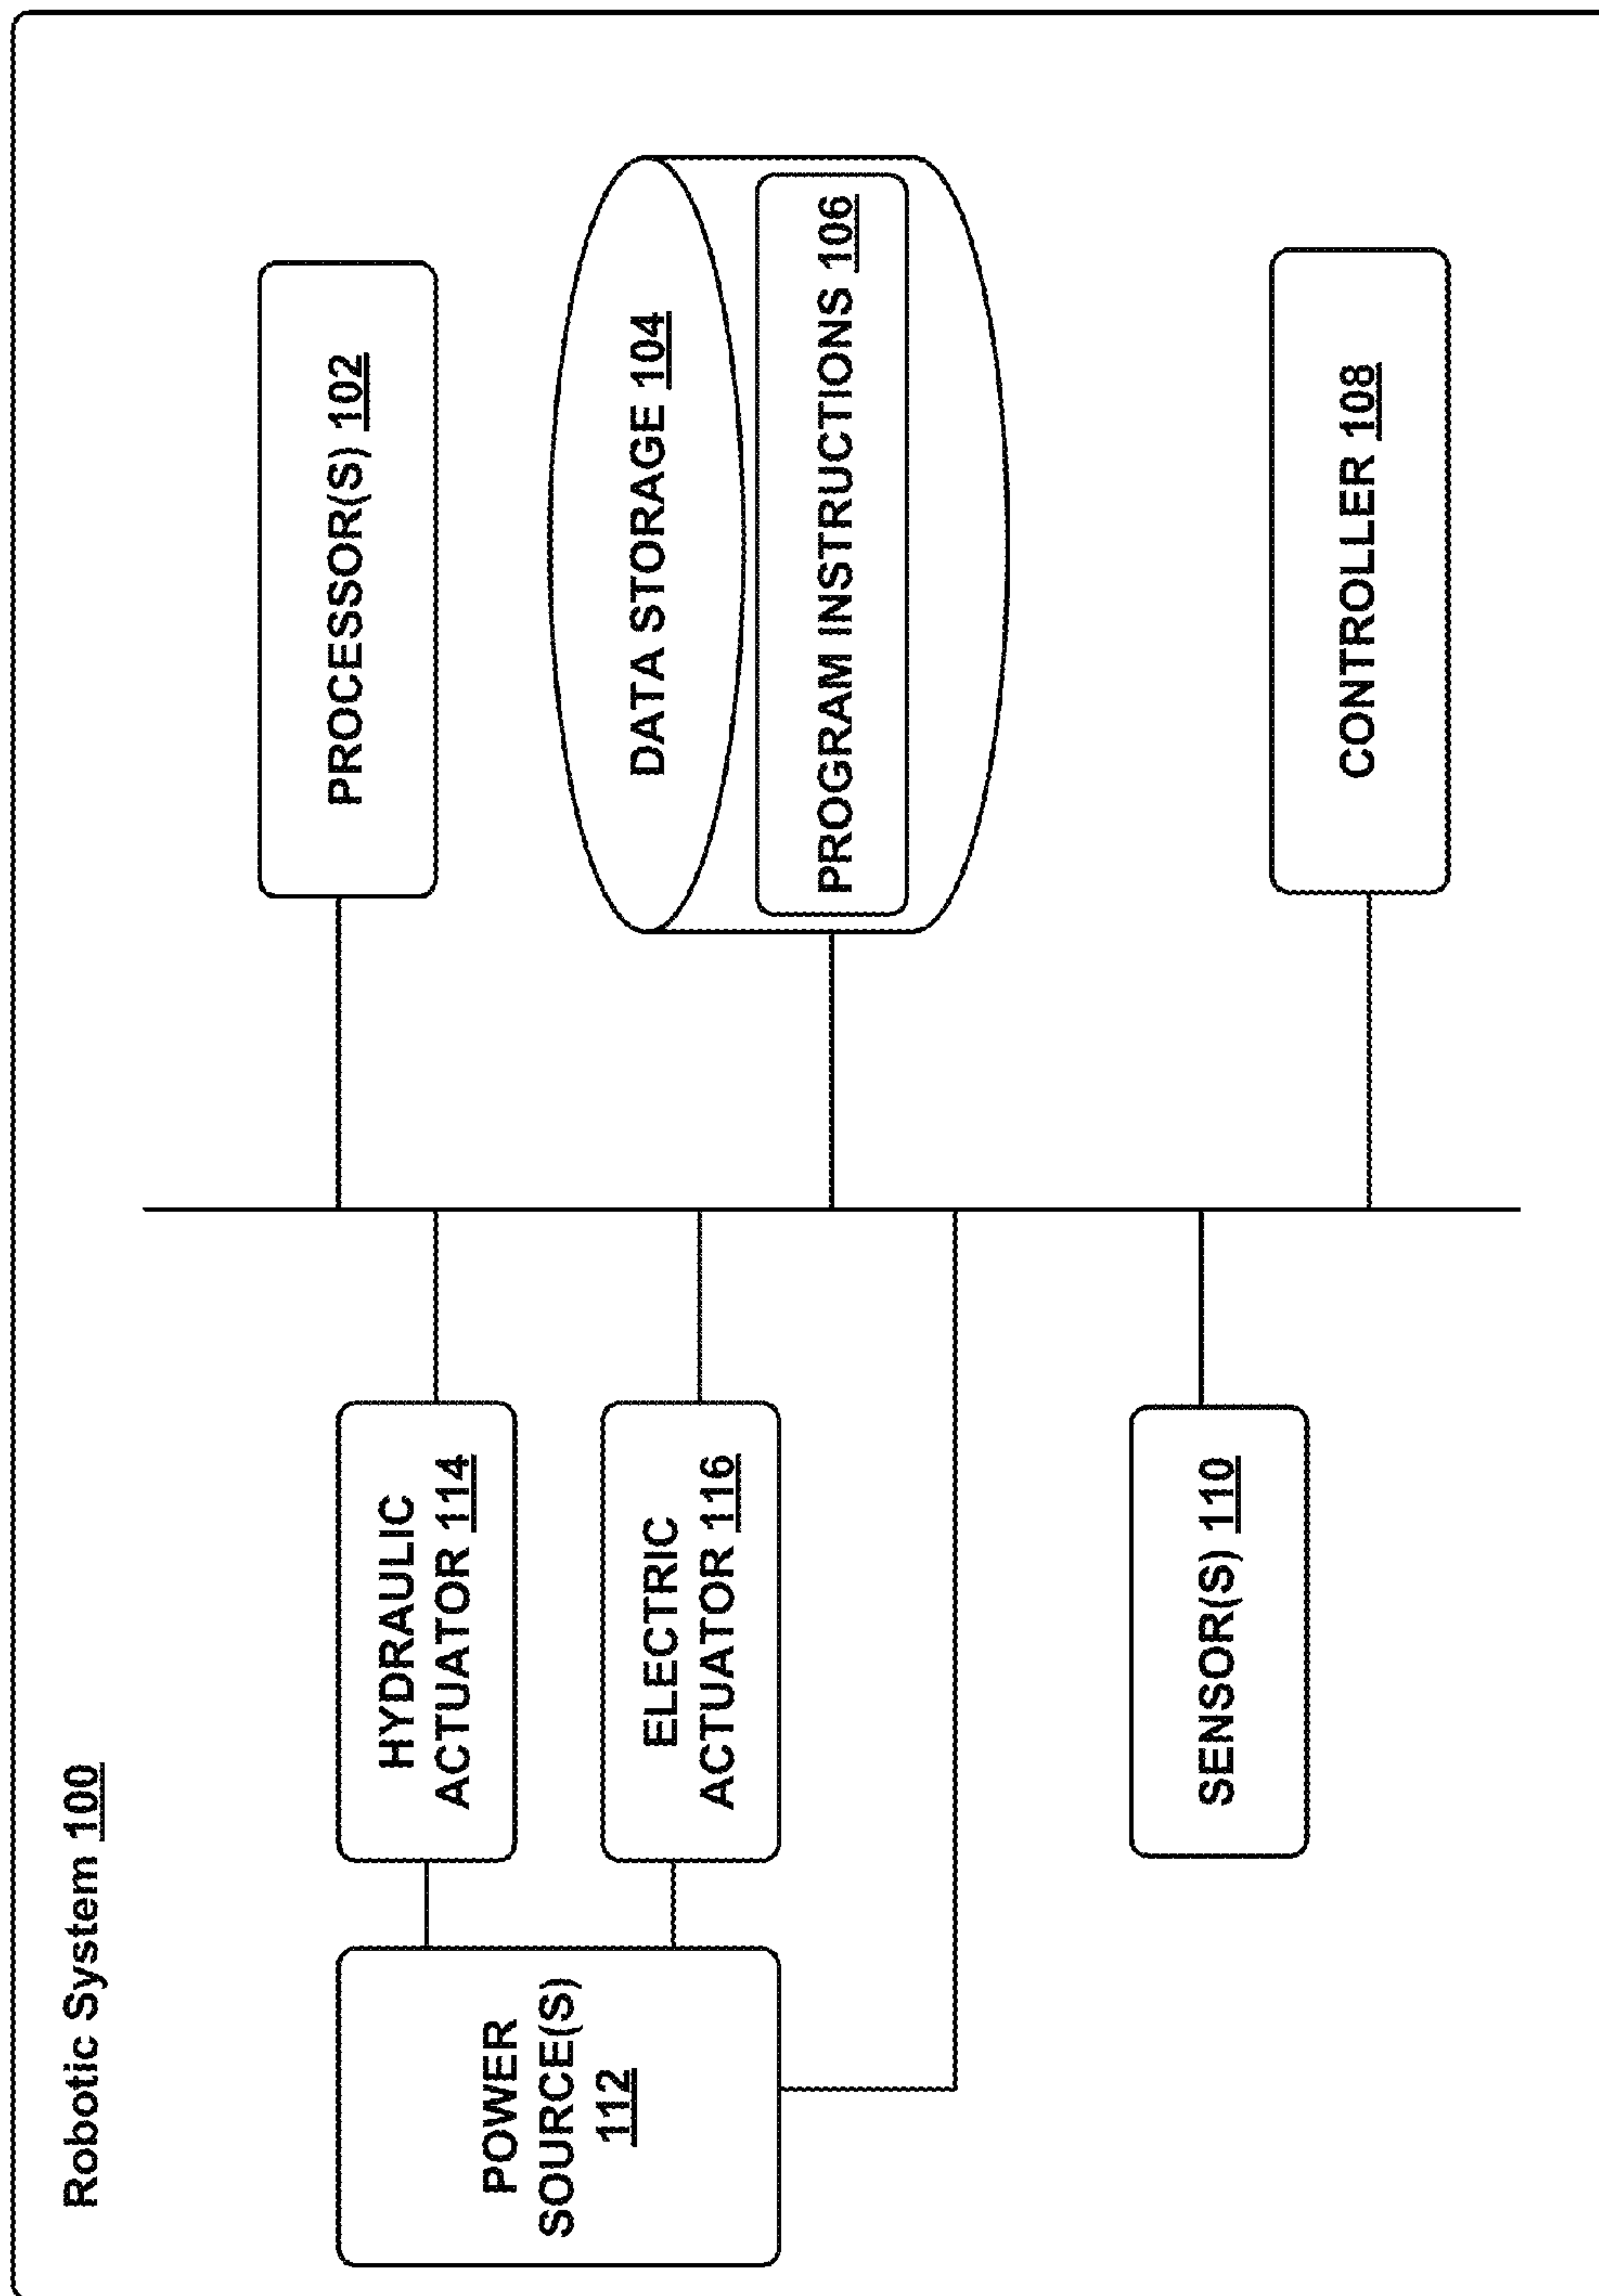 Robotic System 100
POWER
SOURCE(S)
112
HYDRAULIC
ACTUATOR 114
ELECTRIC
ACTUATOR 116
SENSOR(S) 110
PROCESSOR(S) 102
DATA STORAGE 104
PROGRAM INSTRUCTIONS 106
CONTROLLER 108